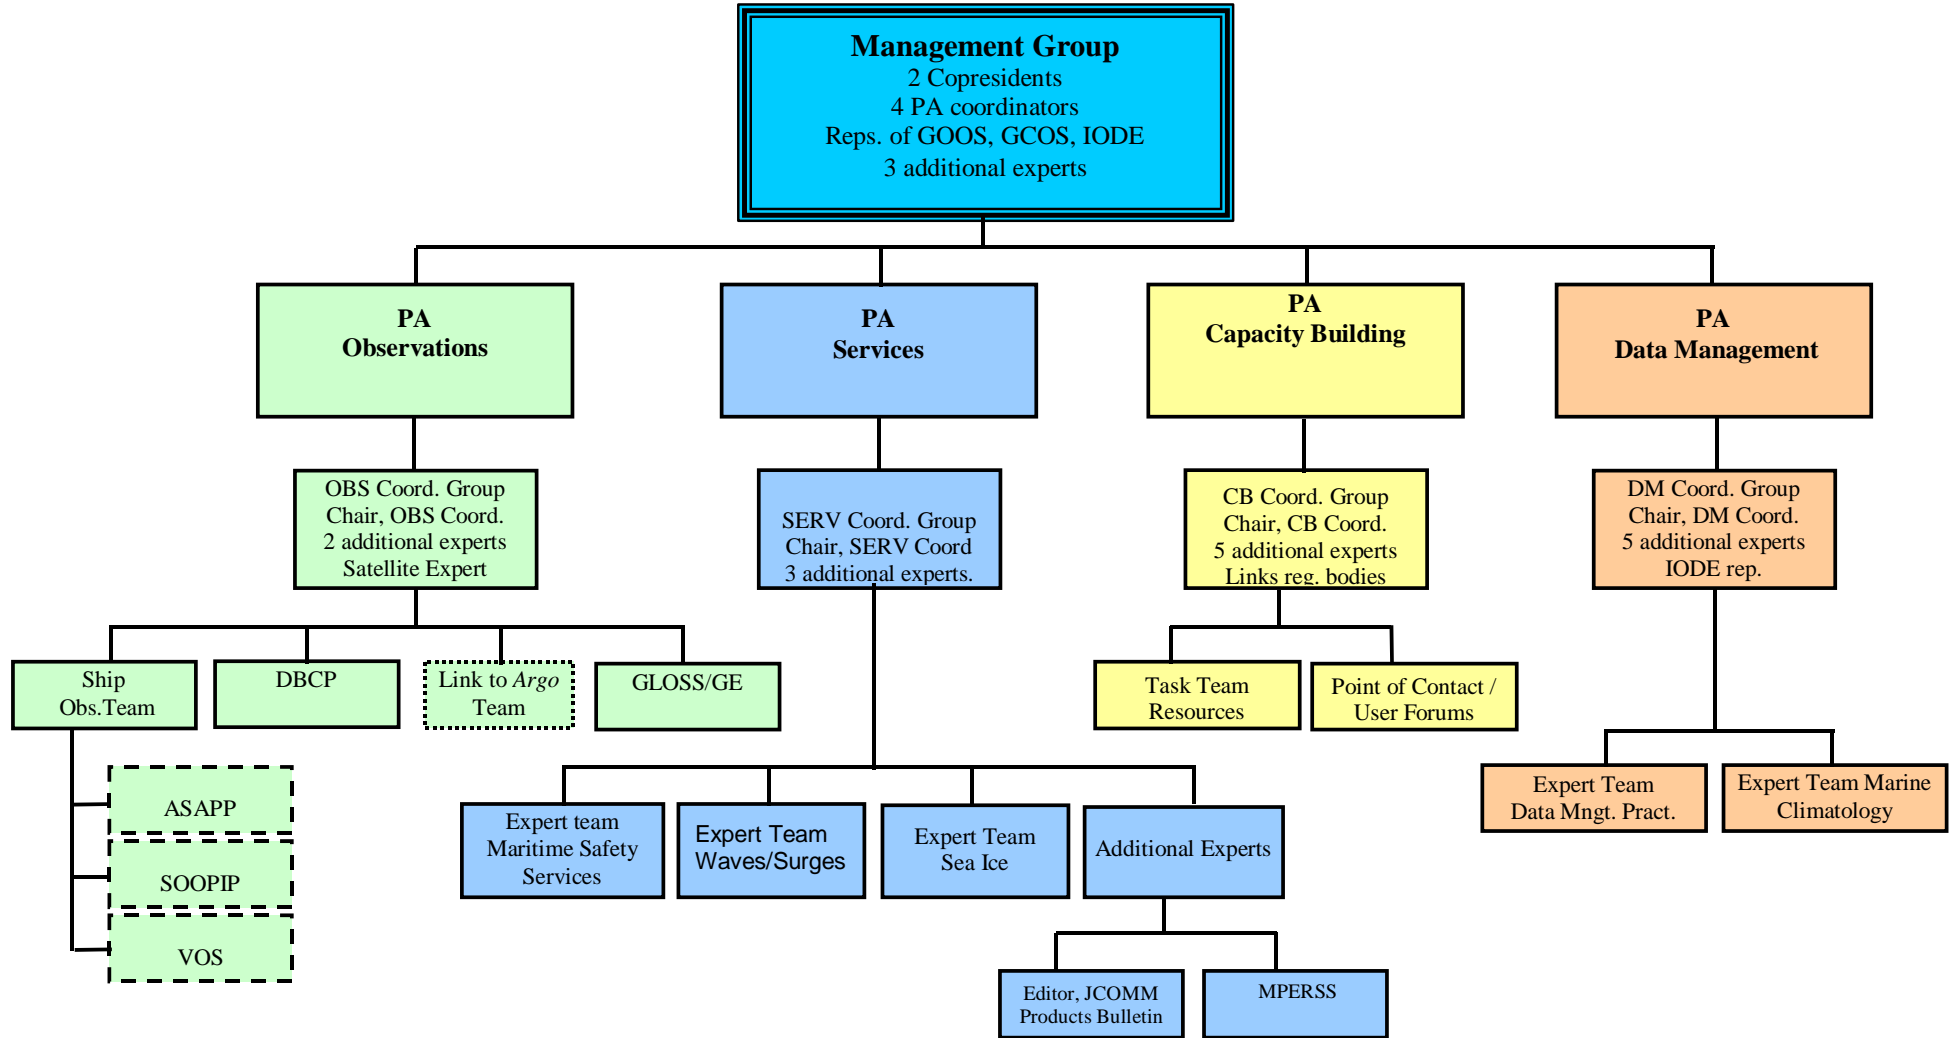 Management Group
2 Copresidents
4 PA coordinators
Reps. of GOOS, GCOS, IODE
3 additional experts
PA
Observations
PA
Services
PA
Capacity Building
PA
Data Management
OBS Coord. Group
Chair, OBS Coord.
2 additional experts
Satellite Expert
SERV Coord. Group
Chair, SERV Coord
3 additional experts.
CB Coord. Group
Chair, CB Coord.
5 additional experts
Links reg. bodies
DM Coord. Group
Chair, DM Coord.
5 additional experts
IODE rep.
Ship
Obs.Team
DBCP
Link to Argo
Team
GLOSS/GE
Task Team
Resources
Point of Contact /
User Forums
ASAPP
SOOPIP
VOS
Expert team
Maritime Safety
Services
Expert Team
Waves/Surges
Expert Team
Sea Ice
Additional Experts
Expert Team
Data Mngt. Pract.
Expert Team Marine
Climatology
Editor, JCOMM
Products Bulletin
MPERSS